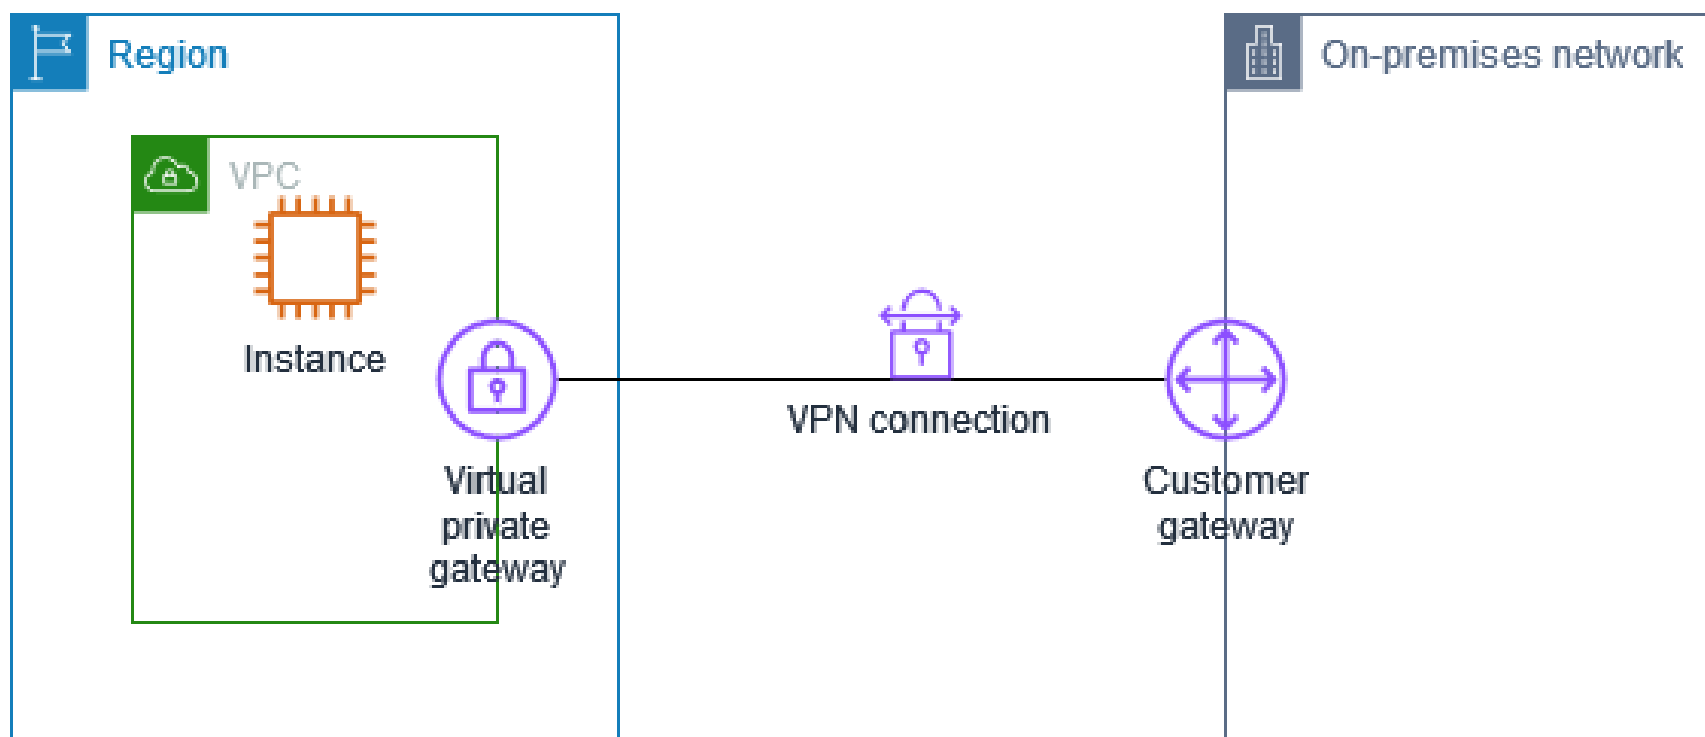 Region
On-premises network
VPC
Instance
VPN connection
Virtual
private
gateway
Customer
gateway